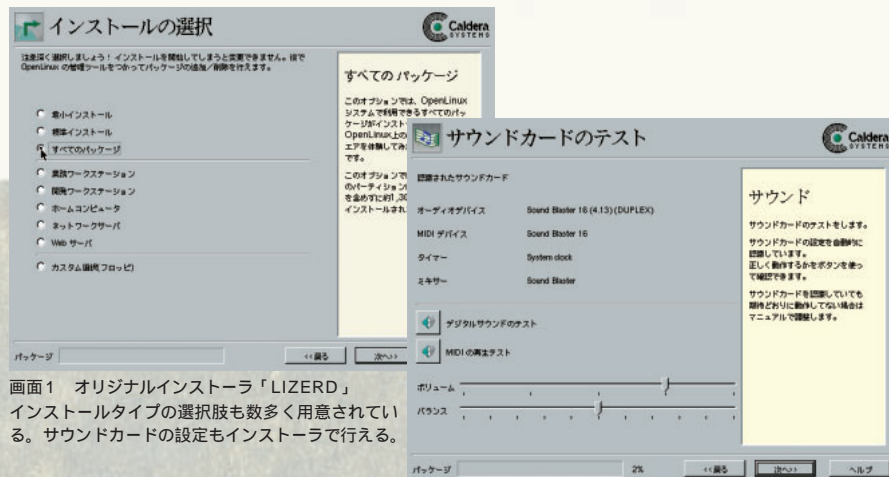 インストールの選択
Caldera
SYSTEMS
注意深く選択しましょう！インストールを開始してしまうと変更できません。後で
OpenLinux の管理ツールをつかってパッケージの追加／削除を行えます。
最小インストール
標準インストール
すべてのパッケージ
業務ワークステーション
開発ワークステーション
ホームコンピュータ
ネットワークサーバ
Web サーバ
カスタム選択(フロッピ)
すべてのパッケージ
このオプションでは、OpenLinux
システムで利用できるすべてのパッ
ケージがインスト
OpenLinux上の
エアを体験してみ
です。
このオプションで
のパーティション
を含めずに約1,30
インストールされ
パッケージ
<<戻る
次へ>>
サウンドカードのテスト
Caldera
SYSTEMS
認識されたサウンドカード
オーディオデバイス Sound Blaster 16 (4.13) (DUPLEX)
MIDI デバイス Sound Blaster 16
タイマー System clock
ミキサー Sound Blaster
デジタルサウンドのテスト
MIDI の再生テスト
ボリューム
バランス
サウンド
サウンドカードのテストをします。
サウンドカードの設定を自動的に
認識しています。
正しく動作するかをボタンを使っ
て確認できます。
サウンドカードを認識していても
期待どおりに動作してない場合は
マニュアルで調整します。
パッケージ
2%
<<戻る
次へ>>
ヘルプ
画面1 オリジナルインストーラ「LIZERD」
インストールタイプの選択肢も数多く用意されてい
る。サウンドカードの設定もインストーラで行える。